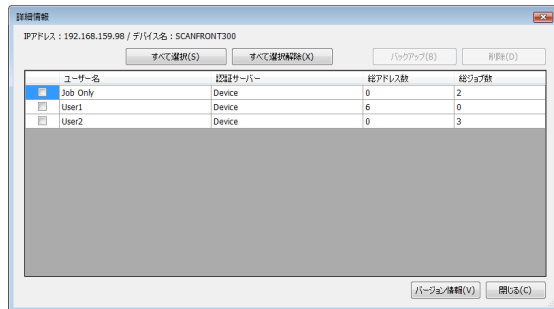 詳細情報
IPアドレス : 192.168.159.98 / デバイス名 : SCANFRONT300
すべて選択(S) すべて選択解除(X) バックアップ(B) 削除(D)
ユーザー名 認証サーバー 総アドレス数 総ジョブ数
Job Only Device 0 2
User1 Device 6 0
User2 Device 0 3
バージョン情報(V) 閉じる(C)